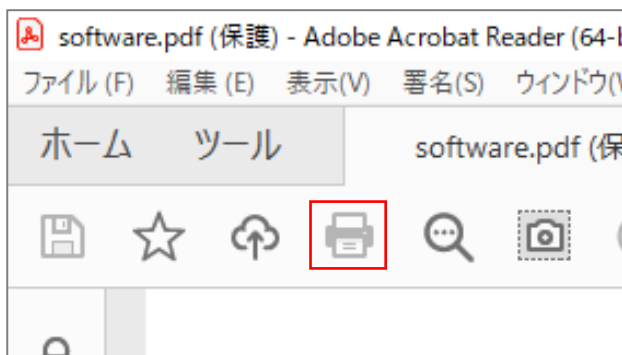 software.pdf (保護) - Adobe Acrobat Reader (64-
ファイル (F) 編集 (E) 表示(V) 署名(S) ウィンドウ(
ホーム ツール software.pdf (保